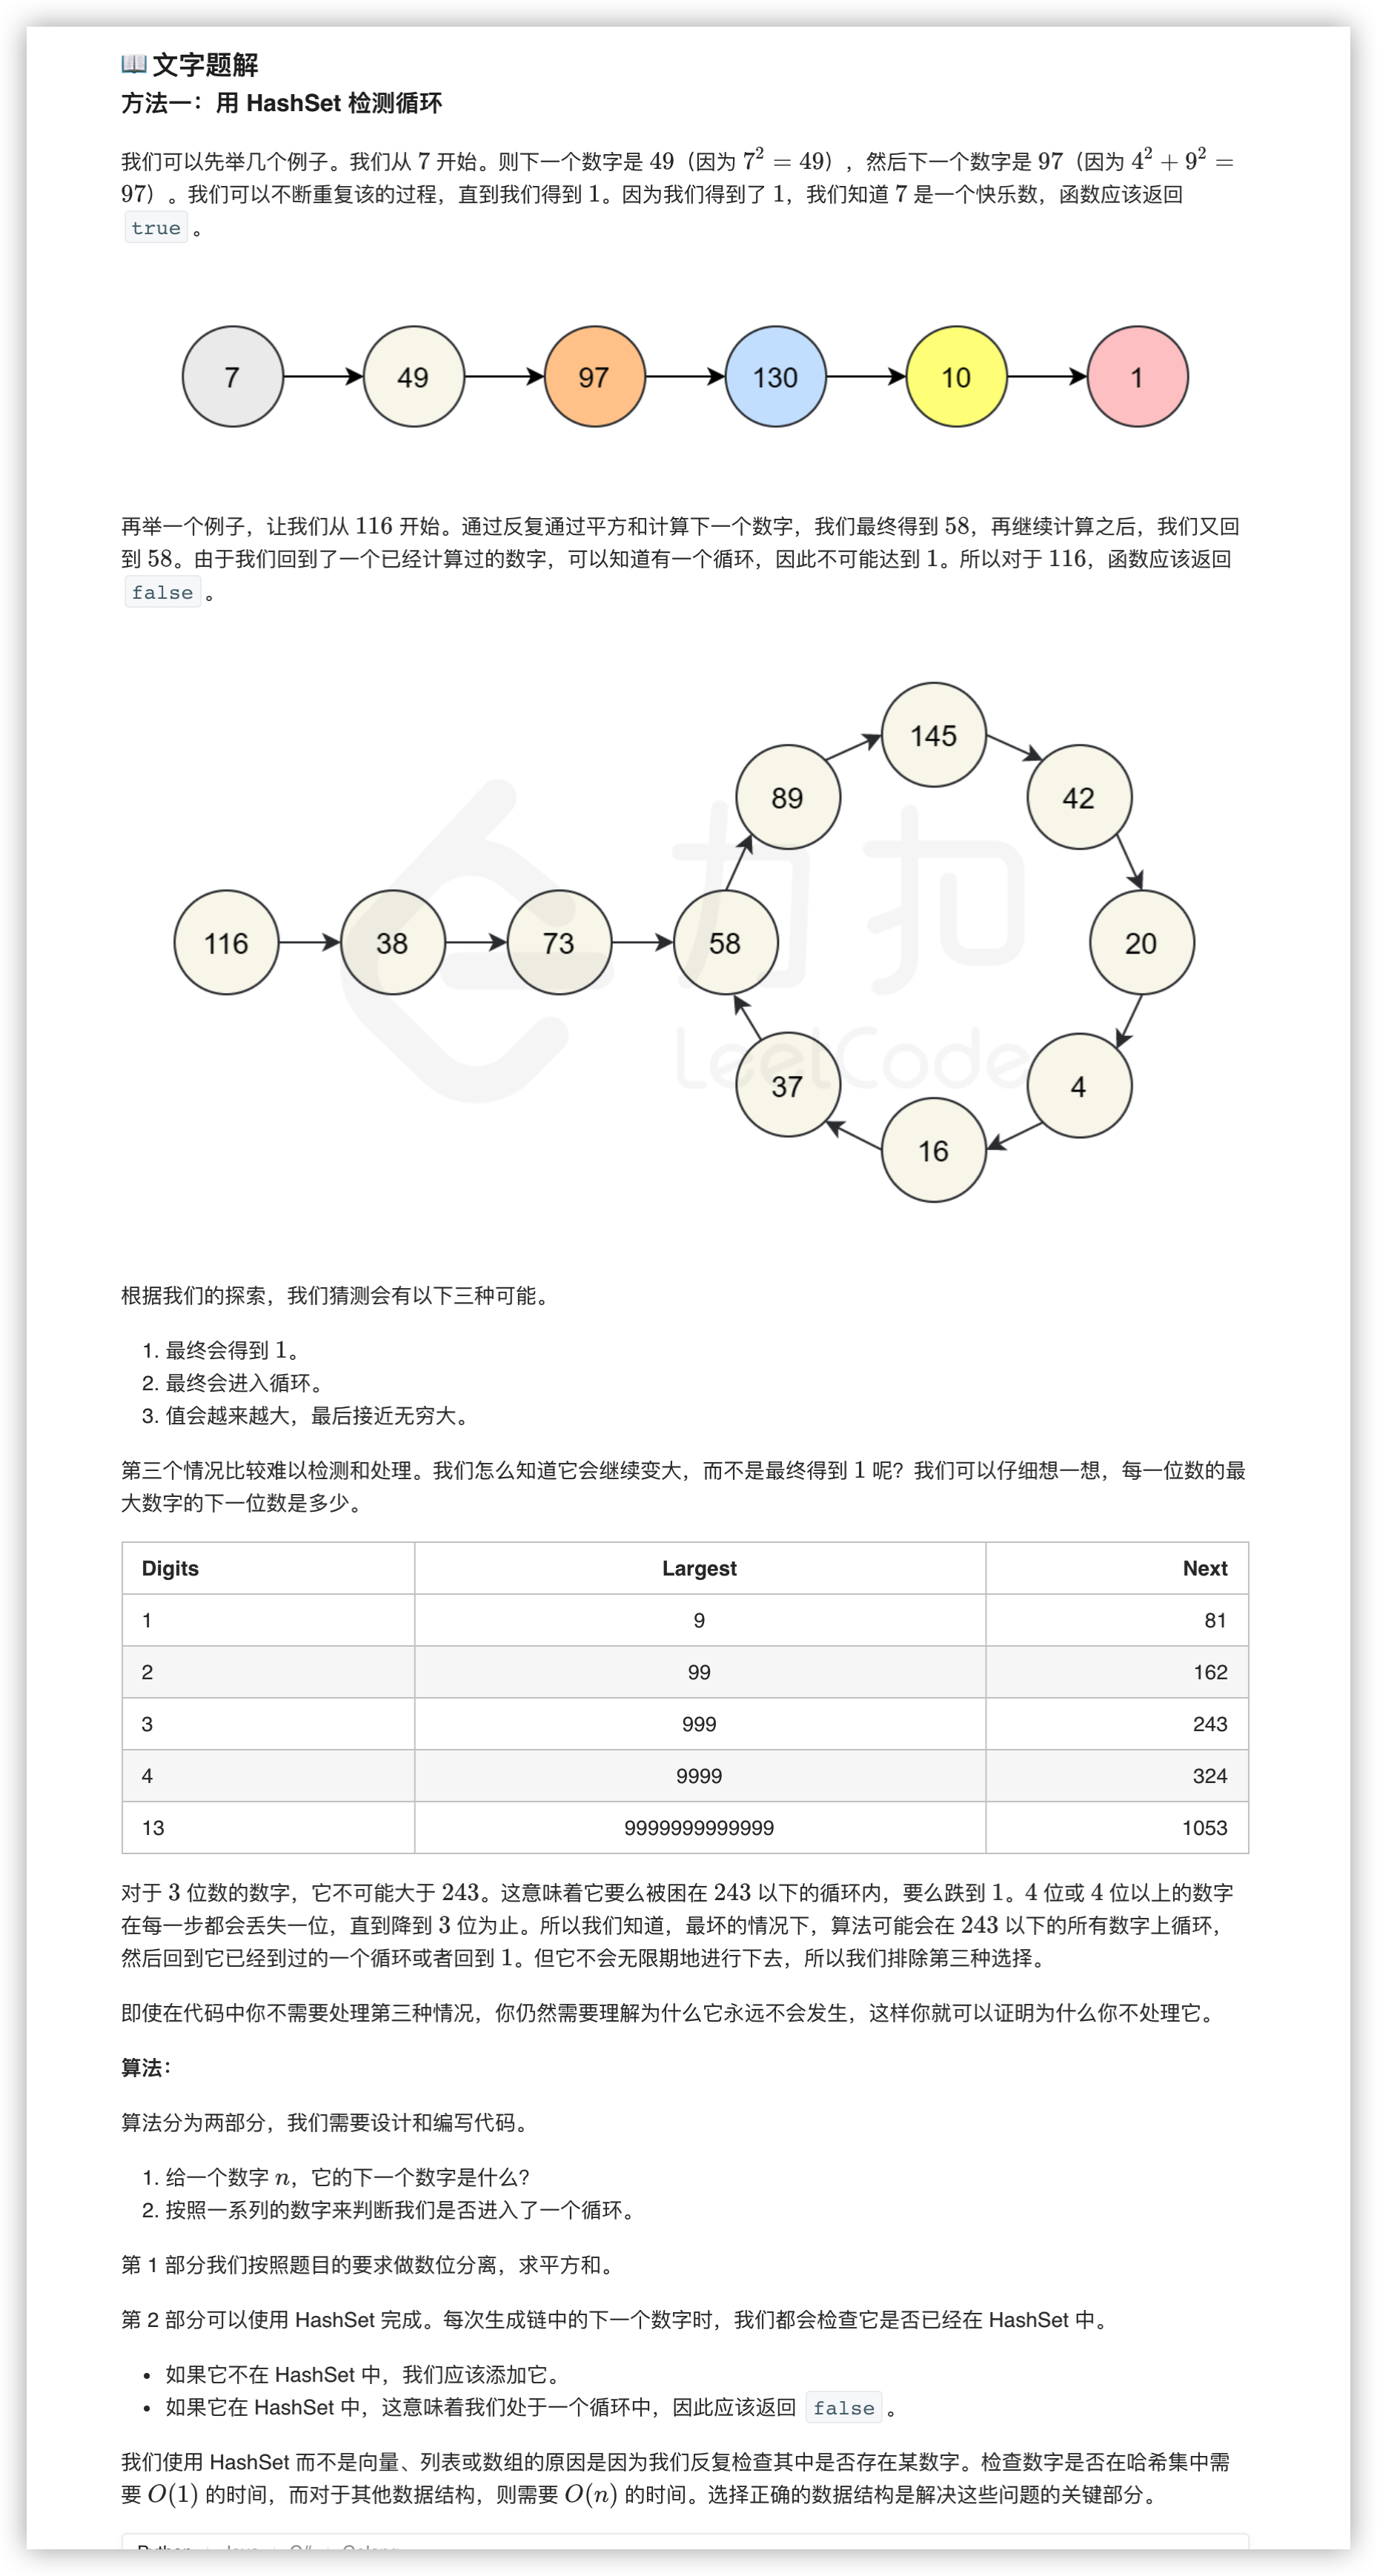 📖 文字题解
方法一：用 HashSet 检测循环
我们可以先举几个例子。我们从 7 开始。则下一个数字是 49（因为 7² = 49），然后下一个数字是 97（因为 4² + 9² =
97）。我们可以不断重复该的过程，直到我们得到 1。因为我们得到了 1，我们知道 7 是一个快乐数，函数应该返回
true 。
7 49 97 130 10 1
再举一个例子，让我们从 116 开始。通过反复通过平方和计算下一个数字，我们最终得到 58，再继续计算之后，我们又回
到 58。由于我们回到了一个已经计算过的数字，可以知道有一个循环，因此不可能达到 1。所以对于 116，函数应该返回
false 。
145
89 42
116 38 73 58 20
37 4
16
力扣
LeetCode
根据我们的探索，我们猜测会有以下三种可能。
1. 最终会得到 1。
2. 最终会进入循环。
3. 值会越来越大，最后接近无穷大。
第三个情况比较难以检测和处理。我们怎么知道它会继续变大，而不是最终得到 1 呢？我们可以仔细想一想，每一位数的最
大数字的下一位数是多少。
Digits Largest Next
1 9 81
2 99 162
3 999 243
4 9999 324
13 9999999999999 1053
对于 3 位数的数字，它不可能大于 243。这意味着它要么被困在 243 以下的循环内，要么跌到 1。4 位或 4 位以上的数字
在每一步都会丢失一位，直到降到 3 位为止。所以我们知道，最坏的情况下，算法可能会在 243 以下的所有数字上循环，
然后回到它已经到过的一个循环或者回到 1。但它不会无限期地进行下去，所以我们排除第三种选择。
即使在代码中你不需要处理第三种情况，你仍然需要理解为什么它永远不会发生，这样你就可以证明为什么你不处理它。
算法：
算法分为两部分，我们需要设计和编写代码。
1. 给一个数字 n，它的下一个数字是什么？
2. 按照一系列的数字来判断我们是否进入了一个循环。
第 1 部分我们按照题目的要求做数位分离，求平方和。
第 2 部分可以使用 HashSet 完成。每次生成链中的下一个数字时，我们都会检查它是否已经在 HashSet 中。
• 如果它不在 HashSet 中，我们应该添加它。
• 如果它在 HashSet 中，这意味着我们处于一个循环中，因此应该返回 false 。
我们使用 HashSet 而不是向量、列表或数组的原因是因为我们反复检查其中是否存在某数字。检查数字是否在哈希集中需
要 O(1) 的时间，而对于其他数据结构，则需要 O(n) 的时间。选择正确的数据结构是解决这些问题的关键部分。